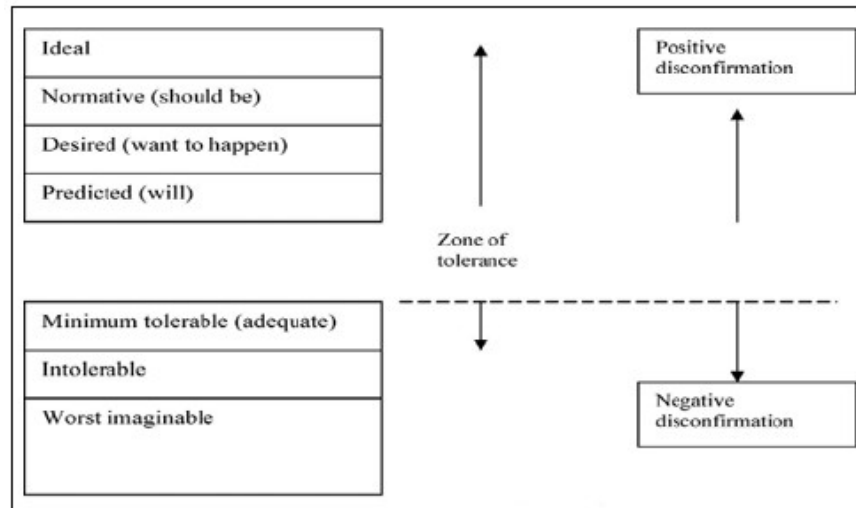 Ideal
Normative (should be)
Desired (want to happen)
Predicted (will)
Zone of
tolerance
Positive
disconfirmation
Minimum tolerable (adequate)
Intolerable
Worst imaginable
Negative
disconfirmation